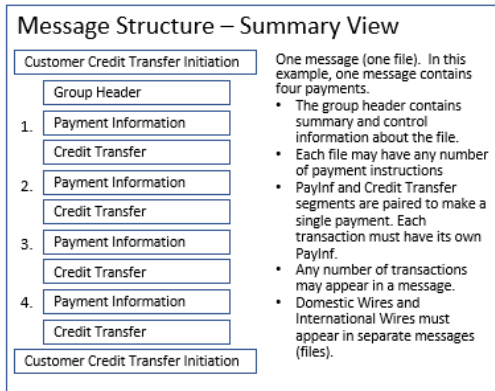 Message Structure – Summary View
Customer Credit Transfer Initiation
Group Header
1. Payment Information
Credit Transfer
2. Payment Information
Credit Transfer
3. Payment Information
Credit Transfer
4. Payment Information
Credit Transfer
Customer Credit Transfer Initiation
One message (one file). In this
example, one message contains
four payments.
• The group header contains
summary and control
information about the file.
• Each file may have any number
of payment instructions
• PayInf and Credit Transfer
segments are paired to make a
single payment. Each
transaction must have its own
PayInf.
• Any number of transactions
may appear in a message.
• Domestic Wires and
International Wires must
appear in separate messages
(files).